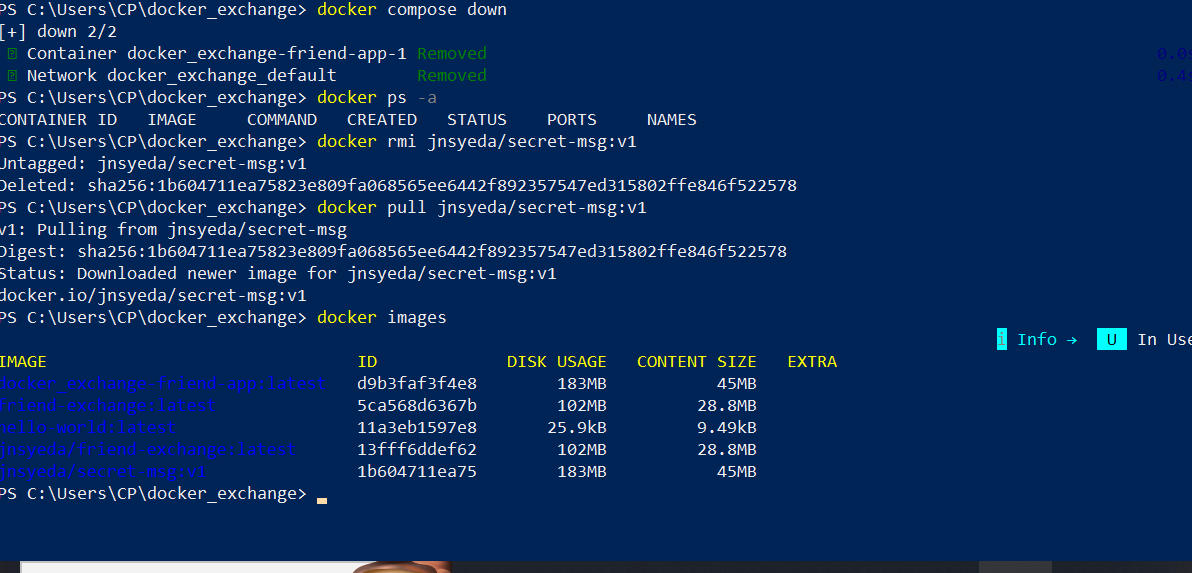 PS C:\Users\CP\docker_exchange> docker compose down
[+] down 2/2
Container docker_exchange-friend-app-1 Removed 0.0s
Network docker_exchange_default Removed 0.4s
PS C:\Users\CP\docker_exchange> docker ps -a
CONTAINER ID IMAGE COMMAND CREATED STATUS PORTS NAMES
PS C:\Users\CP\docker_exchange> docker rmi jnsyeda/secret-msg:v1
Untagged: jnsyeda/secret-msg:v1
Deleted: sha256:1b604711ea75823e809fa068565ee6442f892357547ed315802ffe846f522578
PS C:\Users\CP\docker_exchange> docker pull jnsyeda/secret-msg:v1
v1: Pulling from jnsyeda/secret-msg
Digest: sha256:1b604711ea75823e809fa068565ee6442f892357547ed315802ffe846f522578
Status: Downloaded newer image for jnsyeda/secret-msg:v1
docker.io/jnsyeda/secret-msg:v1
PS C:\Users\CP\docker_exchange> docker images
i Info → U In Use
IMAGE ID DISK USAGE CONTENT SIZE EXTRA
docker_exchange-friend-app:latest d9b3faf3f4e8 183MB 45MB
friend-exchange:latest 5ca568d6367b 102MB 28.8MB
hello-world:latest 11a3eb1597e8 25.9kB 9.49kB
jnsyeda/friend-exchange:latest 13fff6ddef62 102MB 28.8MB
jnsyeda/secret-msg:v1 1b604711ea75 183MB 45MB
PS C:\Users\CP\docker_exchange>